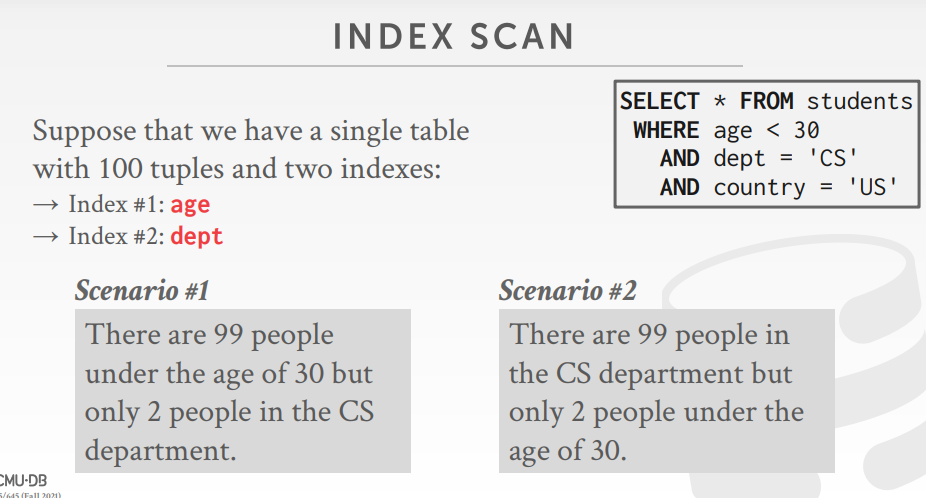 INDEX SCAN
Suppose that we have a single table
with 100 tuples and two indexes:
→ Index #1: age
→ Index #2: dept
SELECT * FROM students
WHERE age < 30
AND dept = 'CS'
AND country = 'US'
Scenario #1
There are 99 people
under the age of 30 but
only 2 people in the CS
department.
Scenario #2
There are 99 people in
the CS department but
only 2 people under the
age of 30.
CMU·DB
5/645 (Fall 2021)